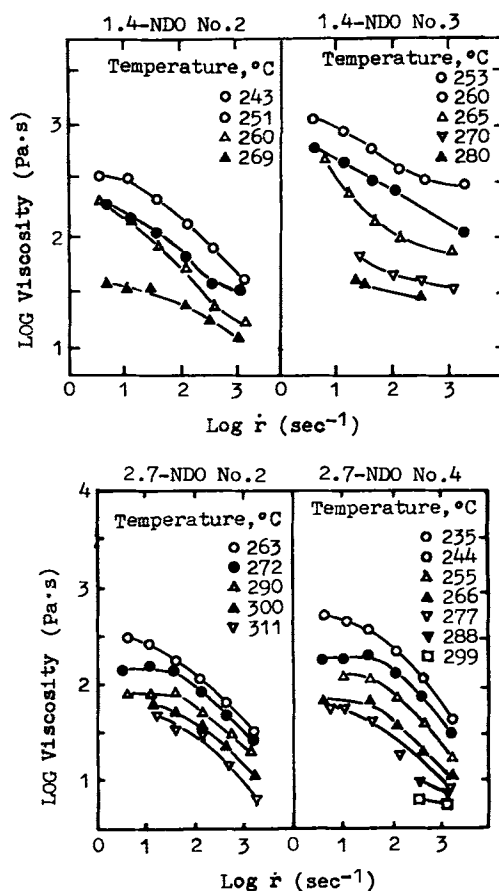 1.4-NDO No.2
1.4-NDO No.3
Temperature,°C
243
251
260
269
Temperature,°C
253
260
265
270
280
3
2
1
LOG Viscosity (Pa·s)
0 1 2 3 0 1 2 3 4
Log ṙ (sec⁻¹)
2.7-NDO No.2
2.7-NDO No.4
4
Temperature,°C
263
272
290
300
311
Temperature,°C
235
244
255
266
277
288
299
3
2
1
LOG Viscosity (Pa·s)
0 1 2 3 0 1 2 3 4
Log ṙ (sec⁻¹)